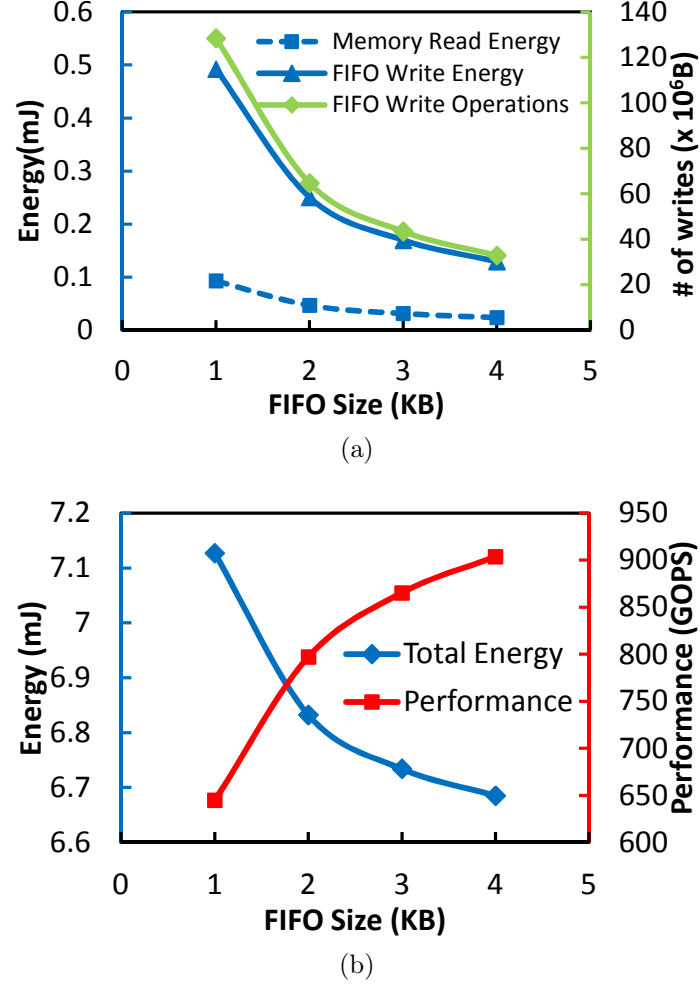 0.6
0.5
0.4
0.3
0.2
0.1
0
Energy(mJ)
Memory Read Energy
FIFO Write Energy
FIFO Write Operations
140
120
100
80
60
40
20
0
# of writes (x 10⁶B)
0 1 2 3 4 5
FIFO Size (KB)
(a)
7.2
7.1
7
6.9
6.8
6.7
6.6
Energy (mJ)
Total Energy
Performance
950
900
850
800
750
700
650
600
Performance (GOPS)
0 1 2 3 4 5
FIFO Size (KB)
(b)